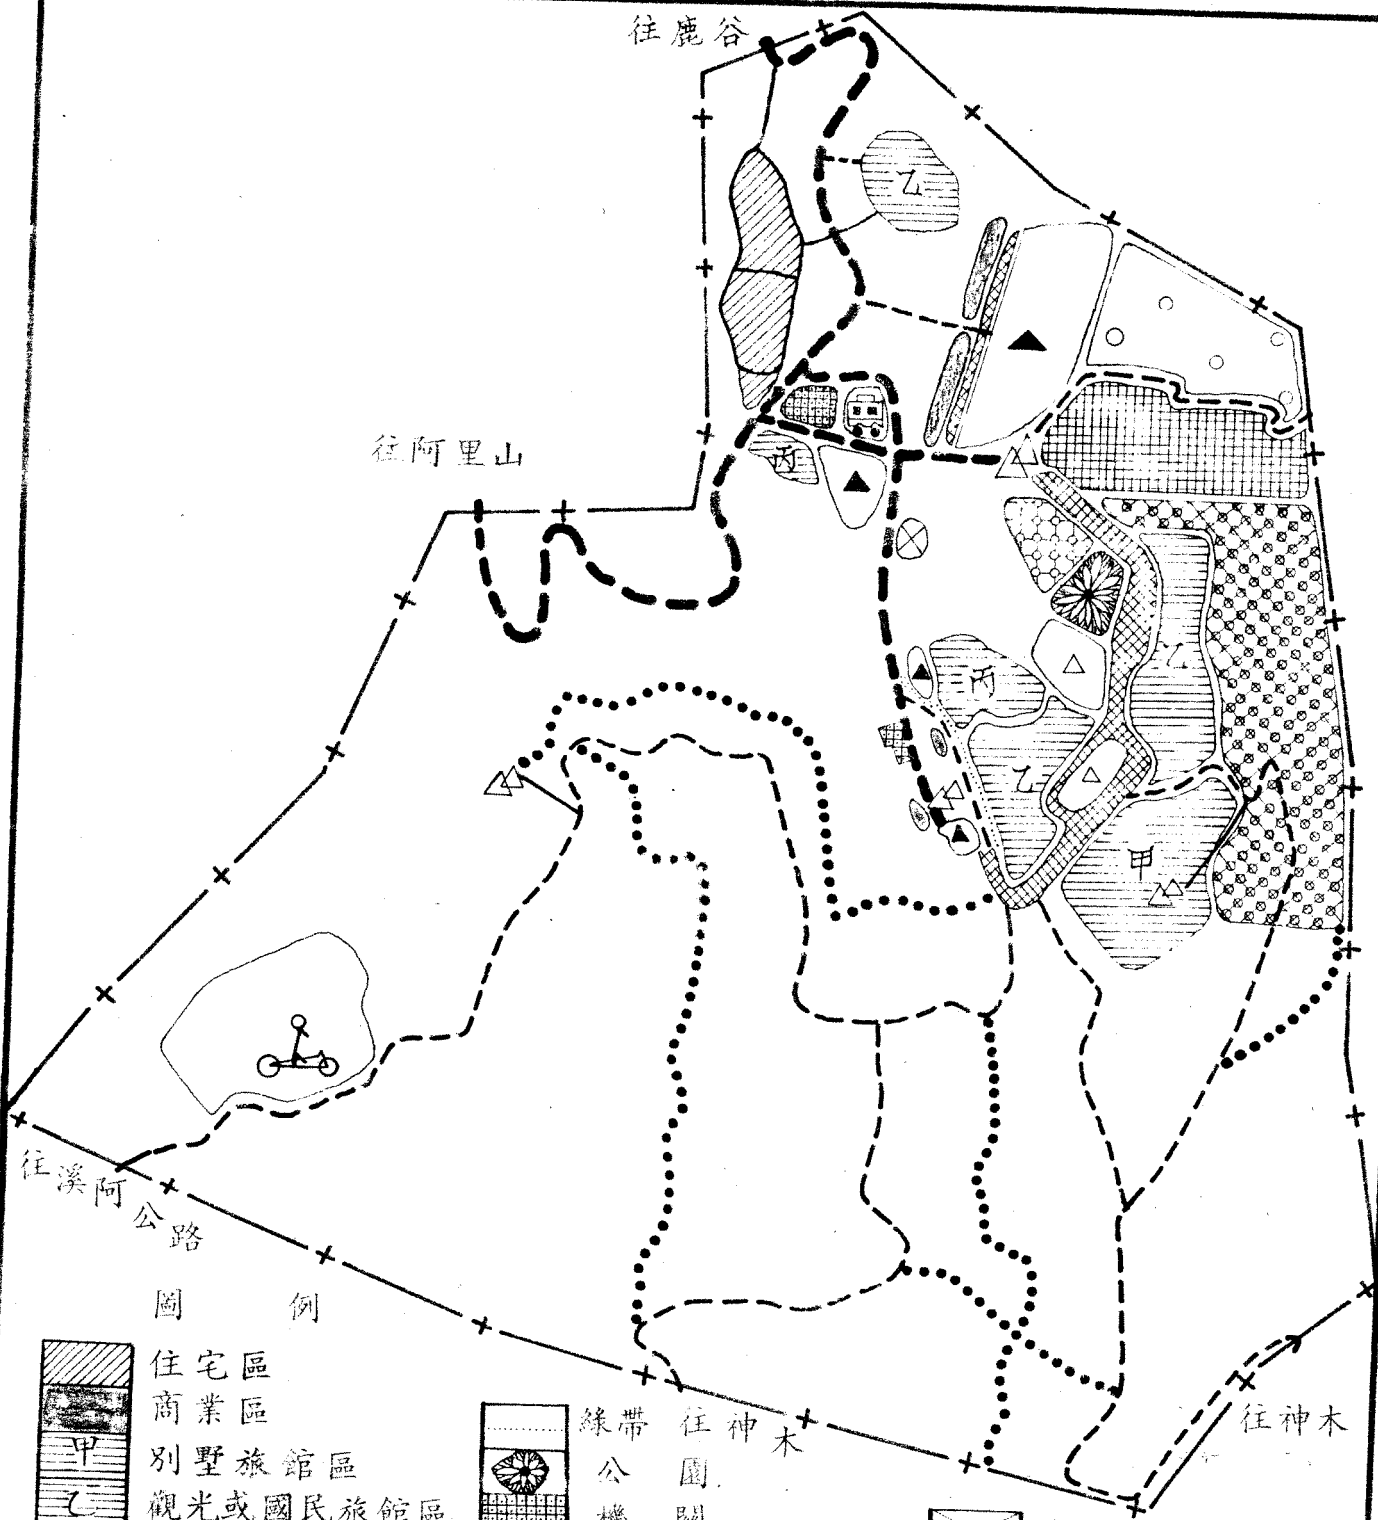 往鹿谷
乙
往阿里山
丙
丙
乙
乙
甲
往溪阿公路
圖例
住宅區
商業區
甲 別墅旅館區
乙 觀光或國民旅館區
綠帶
公園
機關
往神木
往神木